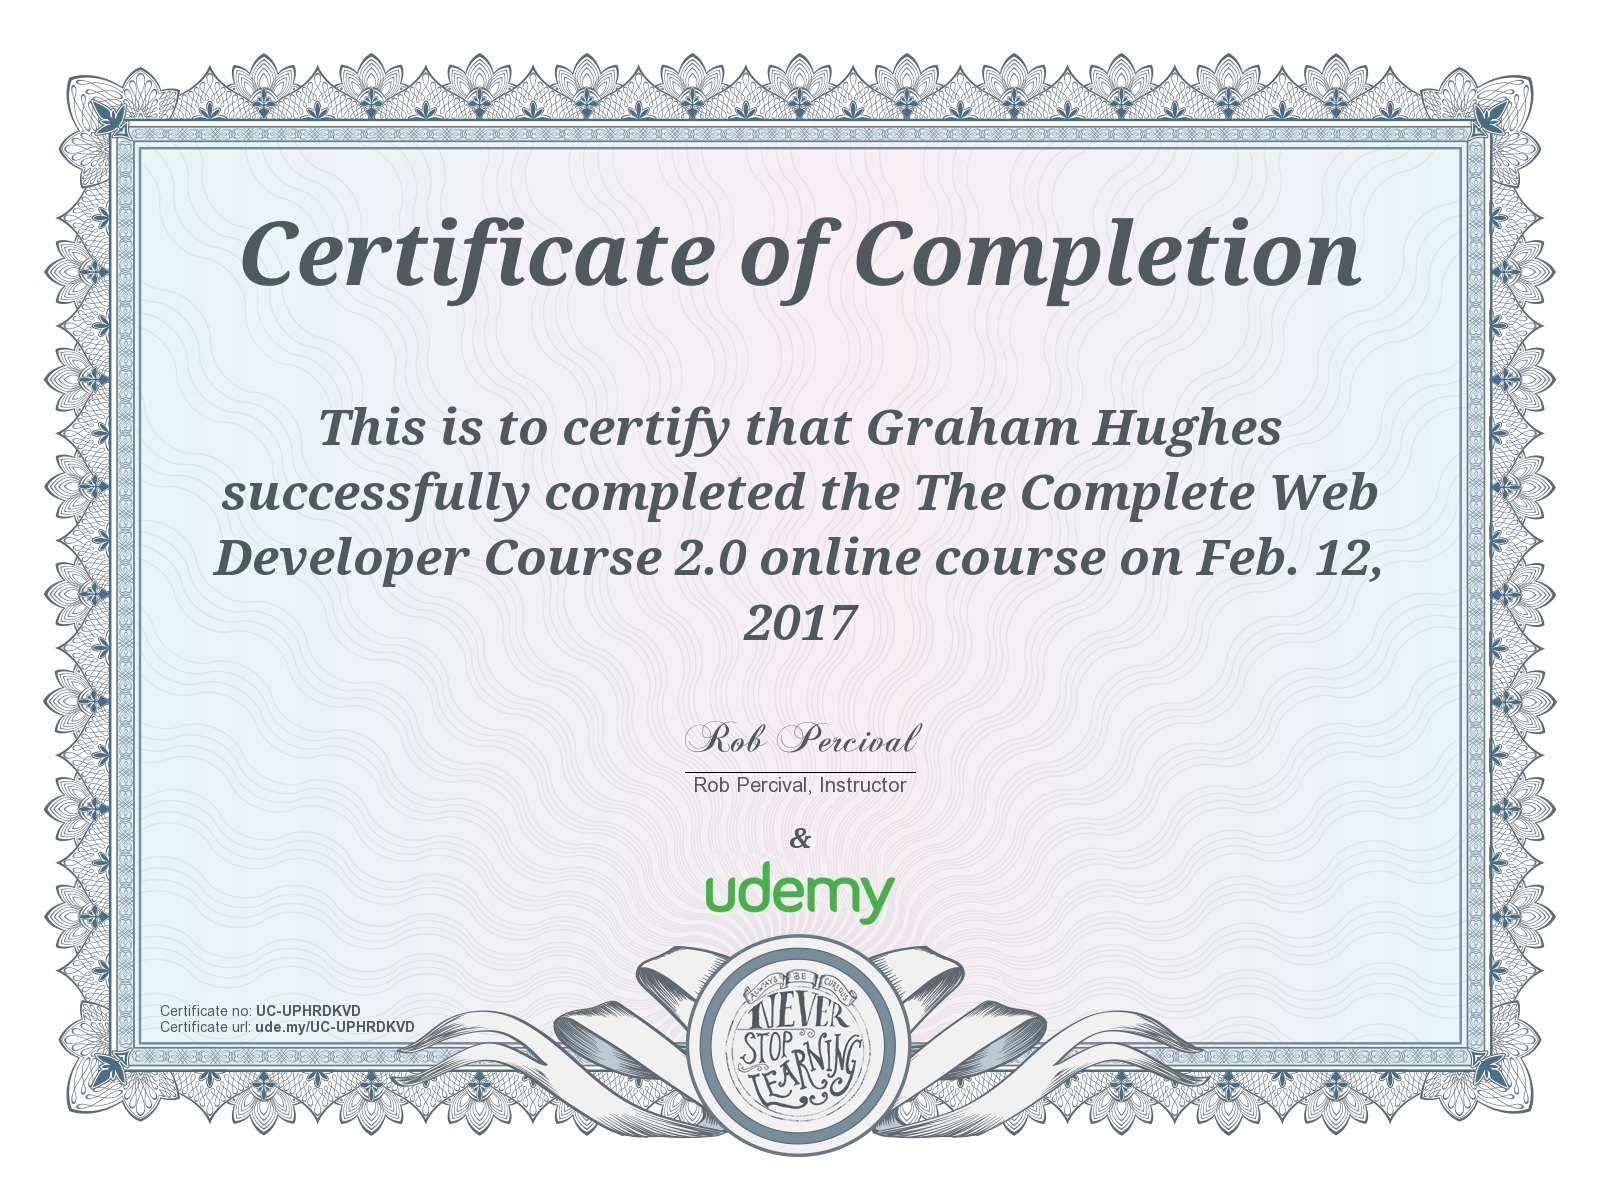 Certificate of Completion
This is to certify that Graham Hughes
successfully completed the The Complete Web
Developer Course 2.0 online course on Feb. 12,
2017
Rob Percival
Rob Percival, Instructor
&
udemy
Certificate no: UC-UPHRDKVD
Certificate url: ude.my/UC-UPHRDKVD
ALWAYS BE CURIOUS
NEVER
STOP
LEARNING